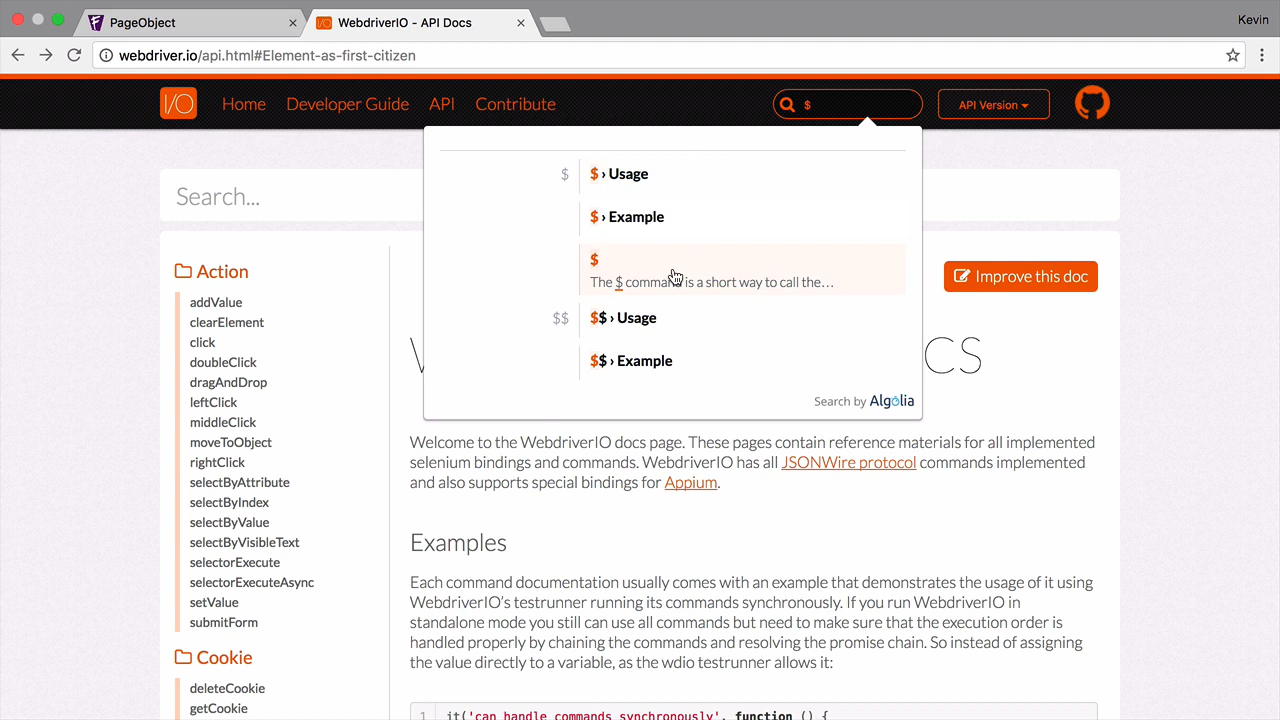 PageObject
WebdriverIO - API Docs
Kevin
webdriver.io/api.html#Element-as-first-citizen
I/O
Home
Developer Guide
API
Contribute
$
API Version
Search...
$
$ › Usage
$ › Example
$
The $ command is a short way to call the…
$$
$$ › Usage
$$ › Example
Search by Algolia
Improve this doc
Action
addValue
clearElement
click
doubleClick
dragAndDrop
leftClick
middleClick
moveToObject
rightClick
selectByAttribute
selectByIndex
selectByValue
selectByVisibleText
selectorExecute
selectorExecuteAsync
setValue
submitForm
Cookie
deleteCookie
getCookie
W
CS
Welcome to the WebdriverIO docs page. These pages contain reference materials for all implemented
selenium bindings and commands. WebdriverIO has all JSONWire protocol commands implemented
and also supports special bindings for Appium.
Examples
Each command documentation usually comes with an example that demonstrates the usage of it using
WebdriverIO's testrunner running its commands synchronously. If you run WebdriverIO in
standalone mode you still can use all commands but need to make sure that the execution order is
handled properly by chaining the commands and resolving the promise chain. So instead of assigning
the value directly to a variable, as the wdio testrunner allows it:
1 it('can handle commands synchronously', function () {